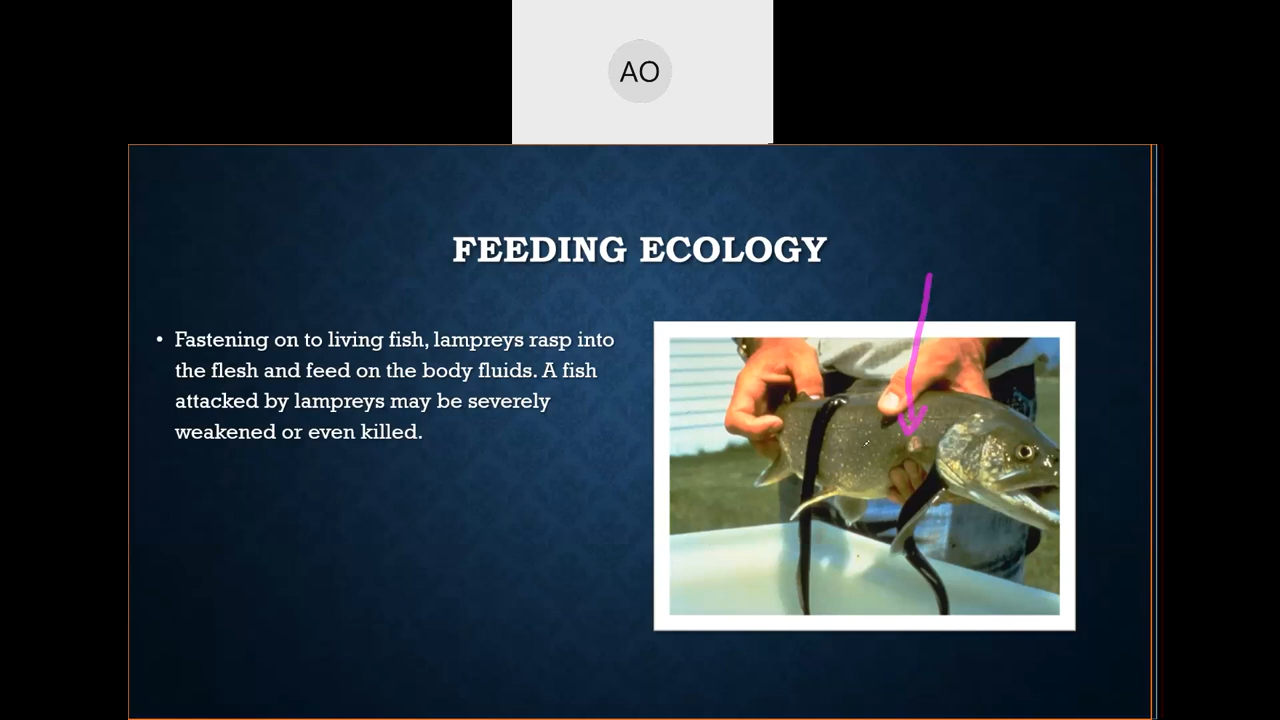 AO
FEEDING ECOLOGY
• Fastening on to living fish, lampreys rasp into
the flesh and feed on the body fluids. A fish
attacked by lampreys may be severely
weakened or even killed.